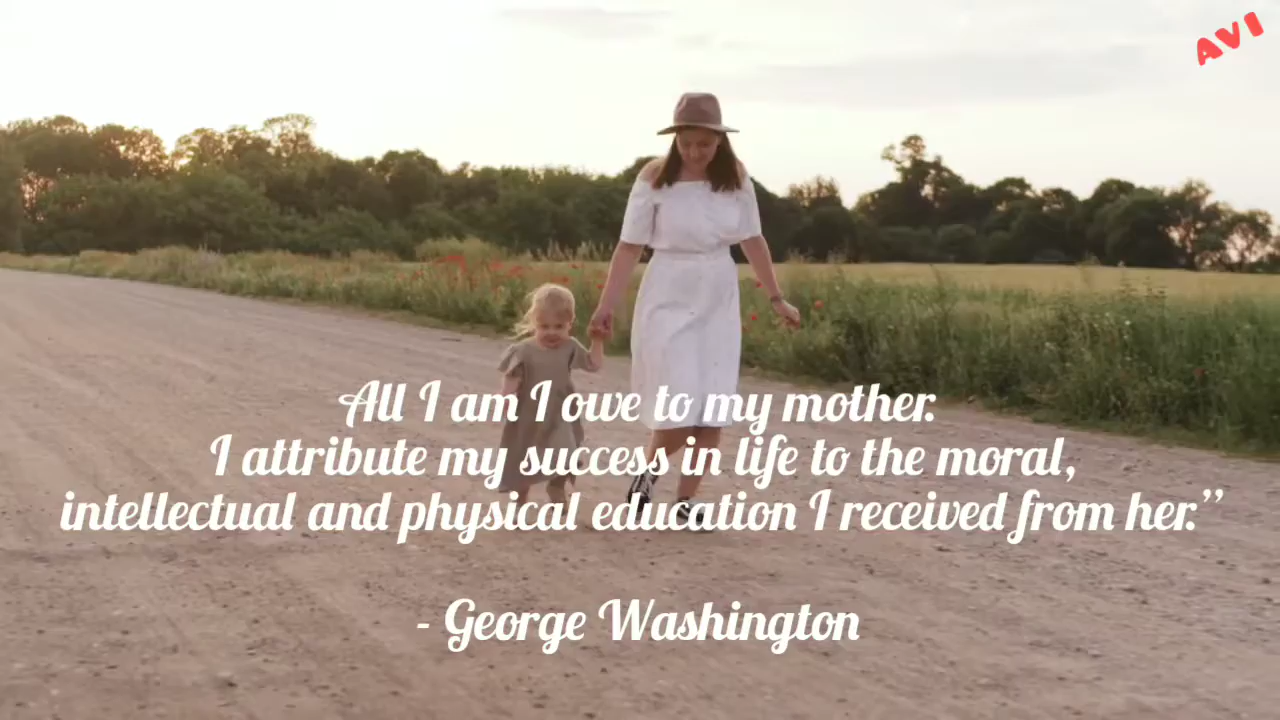 AVI
All I am I owe to my mother.
I attribute my success in life to the moral,
intellectual and physical education I received from her.”
- George Washington